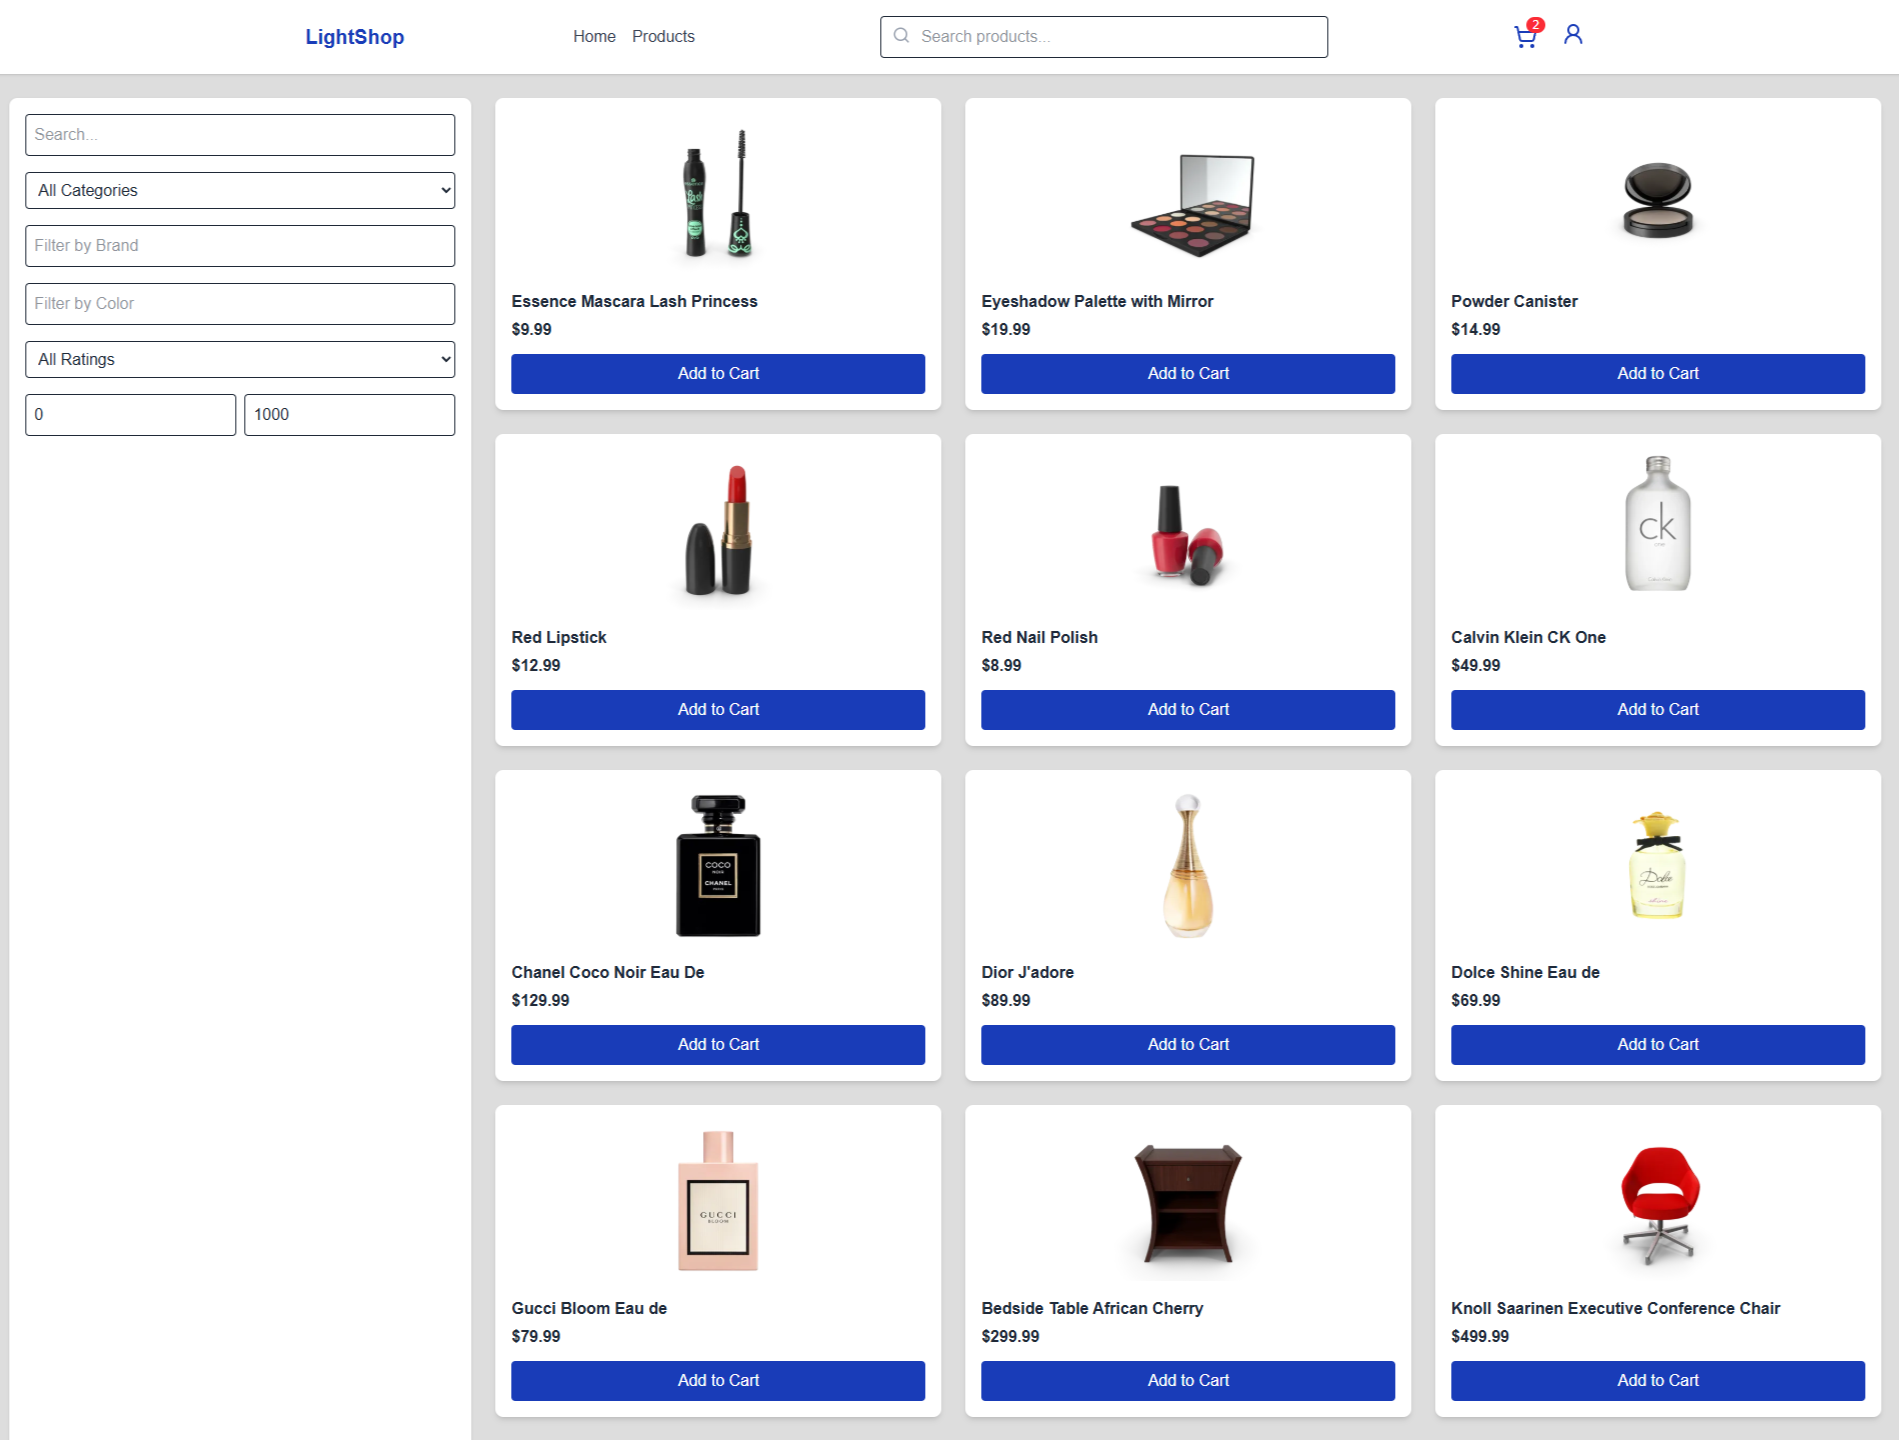 LightShop
Home
Products
Search products...
2
Search...
All Categories
Filter by Brand
Filter by Color
All Ratings
0
1000
Essence Mascara Lash Princess
$9.99
Add to Cart
Eyeshadow Palette with Mirror
$19.99
Add to Cart
Powder Canister
$14.99
Add to Cart
Red Lipstick
$12.99
Add to Cart
Red Nail Polish
$8.99
Add to Cart
ck
one
Calvin Klein CK One
$49.99
Add to Cart
COCO
NOIR
CHANEL
PARIS
Chanel Coco Noir Eau De
$129.99
Add to Cart
Dior J'adore
$89.99
Add to Cart
Dolce
Dolce Shine Eau de
$69.99
Add to Cart
GUCCI
BLOOM
Gucci Bloom Eau de
$79.99
Add to Cart
Bedside Table African Cherry
$299.99
Add to Cart
Knoll Saarinen Executive Conference Chair
$499.99
Add to Cart